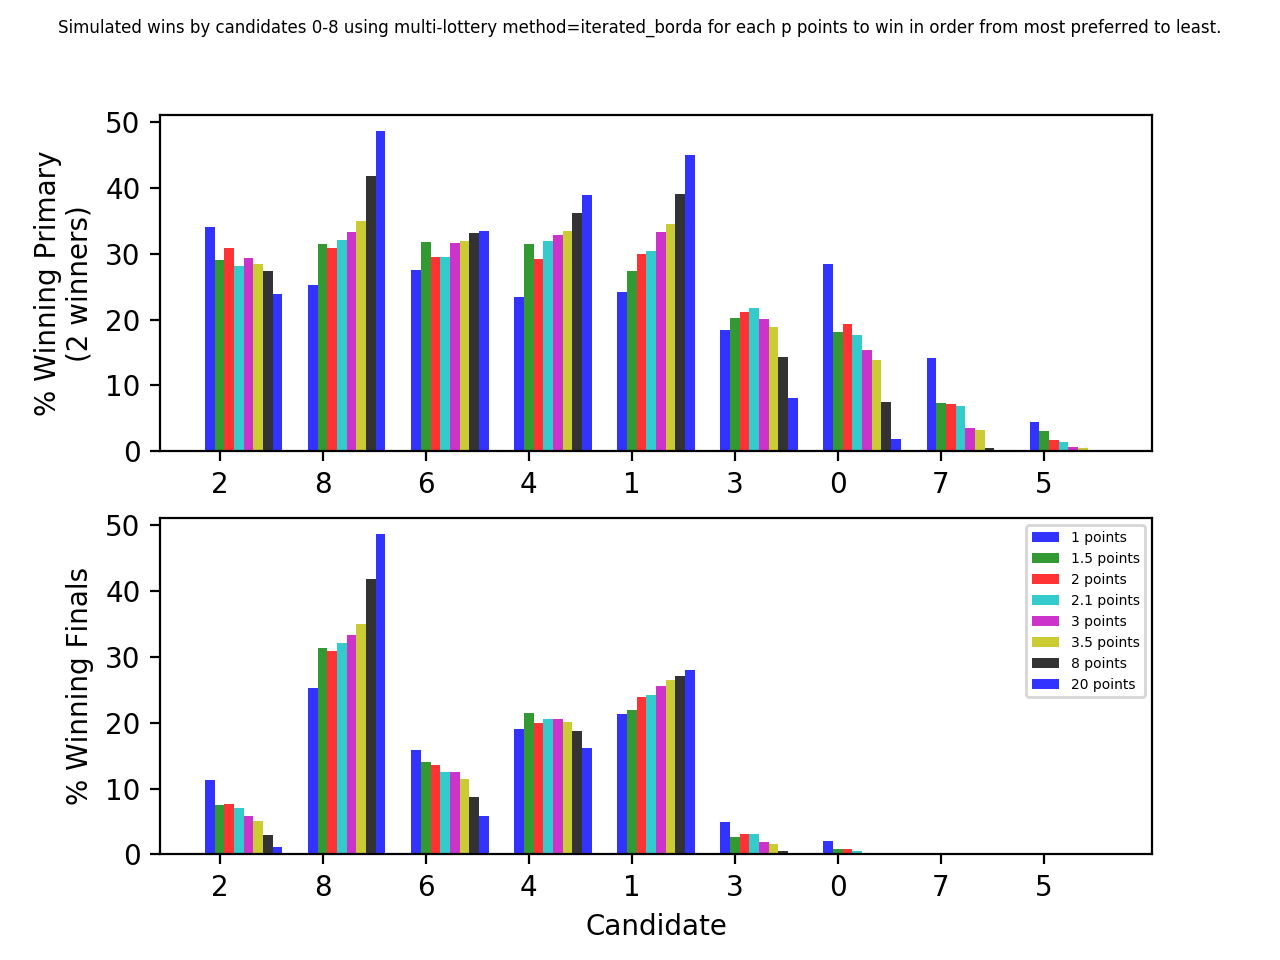 Simulated wins by candidates 0-8 using multi-lottery method=iterated_borda for each p points to win in order from most preferred to least.
% Winning Primary
(2 winners)
50
40
30
20
10
0
2 8 6 4 1 3 0 7 5
% Winning Finals
50
40
30
20
10
0
1 points
1.5 points
2 points
2.1 points
3 points
3.5 points
8 points
20 points
2 8 6 4 1 3 0 7 5
Candidate